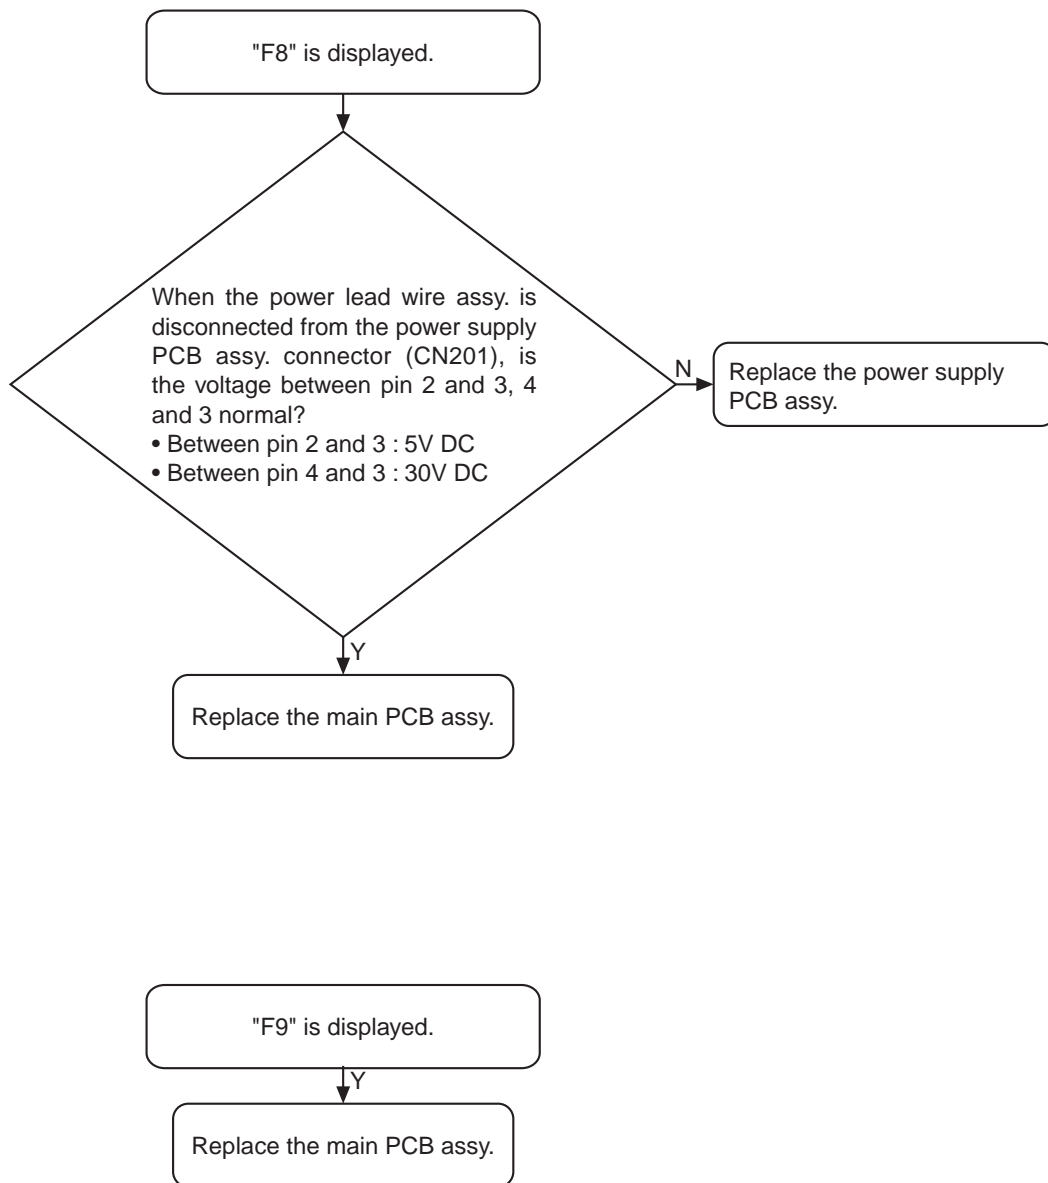 "F8" is displayed.
When the power lead wire assy. is
disconnected from the power supply
PCB assy. connector (CN201), is
the voltage between pin 2 and 3, 4
and 3 normal?
• Between pin 2 and 3 : 5V DC
• Between pin 4 and 3 : 30V DC
N
Replace the power supply
PCB assy.
Y
Replace the main PCB assy.
"F9" is displayed.
Y
Replace the main PCB assy.